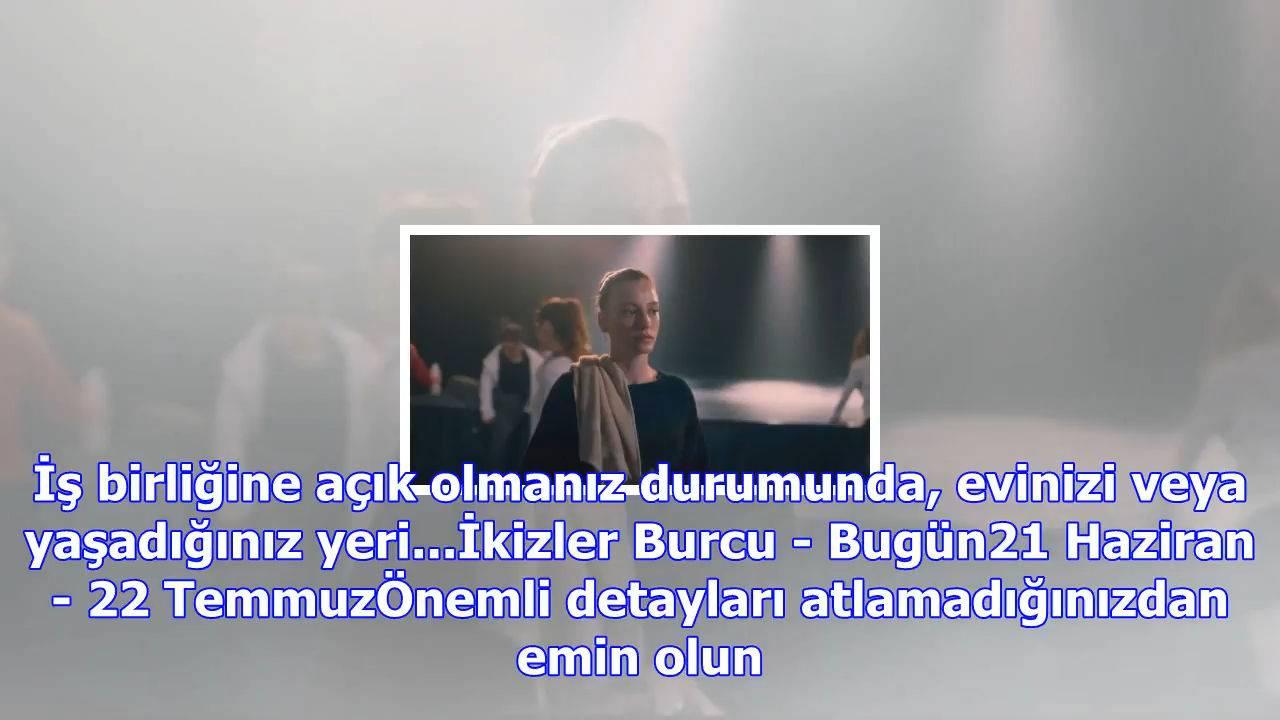 İş birliğine açık olmanız durumunda, evinizi veya
yaşadığınız yeri...İkizler Burcu - Bugün21 Haziran
- 22 TemmuzÖnemli detayları atlamadığınızdan
emin olun